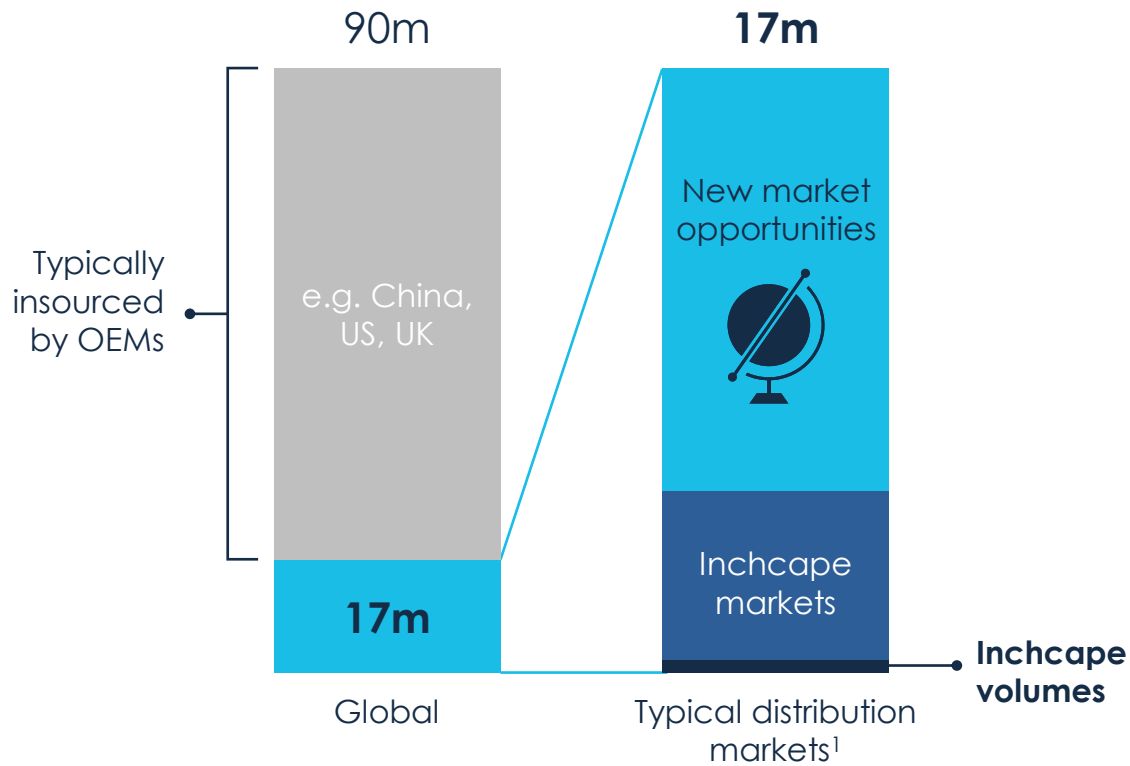 90m
17m
Typically
insourced
by OEMs
e.g. China,
US, UK
New market
opportunities
Inchcape
markets
17m
Inchcape
volumes
Global
Typical distribution
markets¹